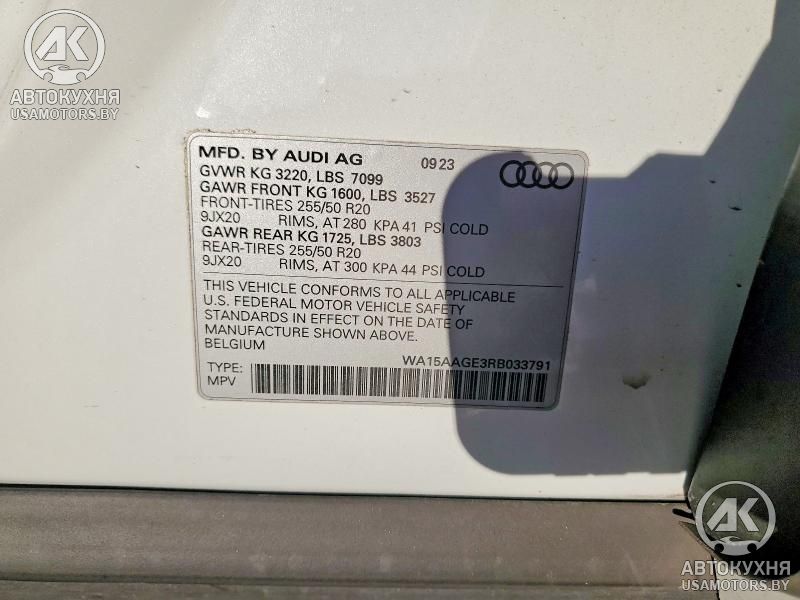 AK
АВТОКУХНЯ
USAMOTORS.BY
MFD. BY AUDI AG 09 23
GVWR KG 3220, LBS 7099
GAWR FRONT KG 1600, LBS 3527
FRONT-TIRES 255/50 R20
9JX20 RIMS, AT 280 KPA 41 PSI COLD
GAWR REAR KG 1725, LBS 3803
REAR-TIRES 255/50 R20
9JX20 RIMS, AT 300 KPA 44 PSI COLD
THIS VEHICLE CONFORMS TO ALL APPLICABLE
U.S. FEDERAL MOTOR VEHICLE SAFETY
STANDARDS IN EFFECT ON THE DATE OF
MANUFACTURE SHOWN ABOVE.
BELGIUM
WA15AAGE3RB033791
TYPE:
MPV
AK
АВТОКУХНЯ
USAMOTORS.BY